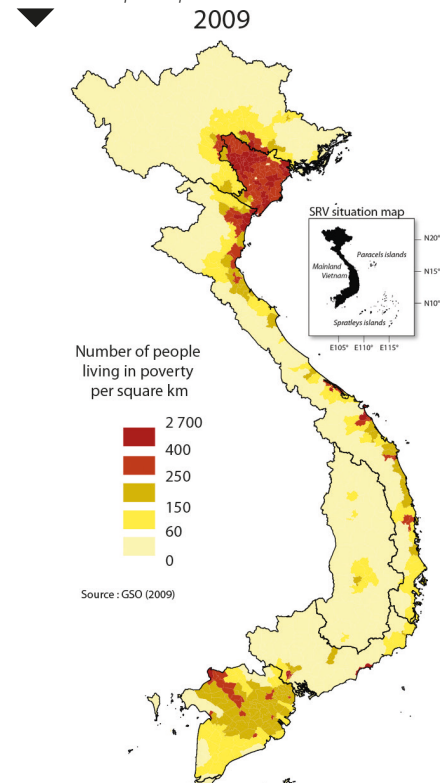 2009
SRV situation map
N20°
Paracels islands
Mainland
Vietnam
N15°
N10°
Spratleys islands
E105° E110° E115°
Number of people
living in poverty
per square km
2 700
400
250
150
60
0
Source : GSO (2009)